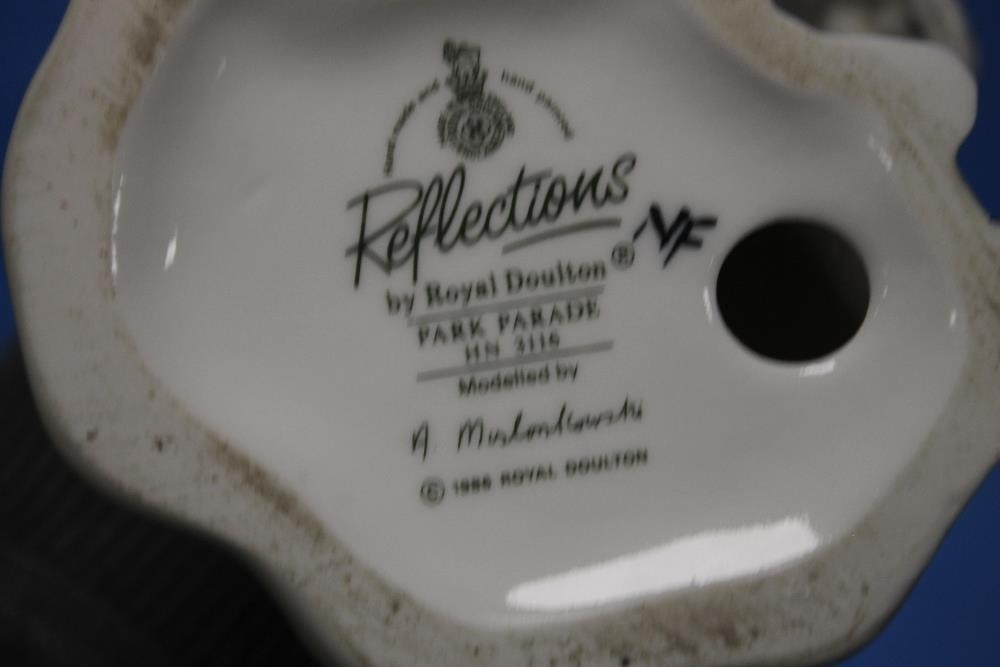 hand made and hand painted
Reflections
by Royal Doulton ®
PARK PARADE
HN 3116
Modelled by
A. Maslankowski
© 1986 ROYAL DOULTON